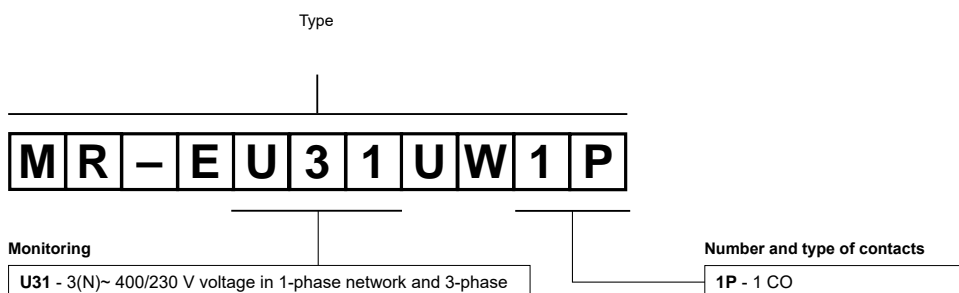 Type
MR–EU31UW1P
Monitoring
Number and type of contacts
U31 - 3(N)~ 400/230 V voltage in 1-phase network and 3-phase
1P - 1 CO